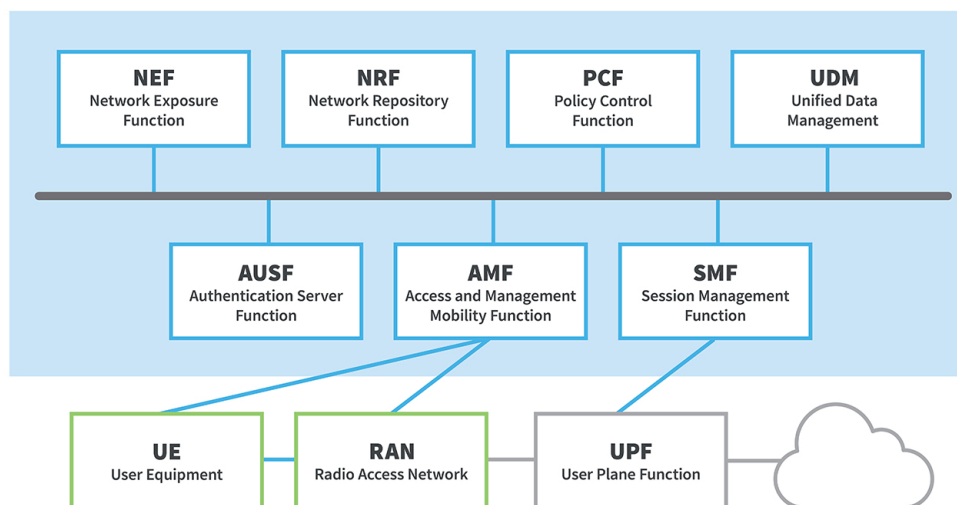 NEF
Network Exposure
Function
NRF
Network Repository
Function
PCF
Policy Control
Function
UDM
Unified Data
Management
AUSF
Authentication Server
Function
AMF
Access and Management
Mobility Function
SMF
Session Management
Function
UE
User Equipment
RAN
Radio Access Network
UPF
User Plane Function